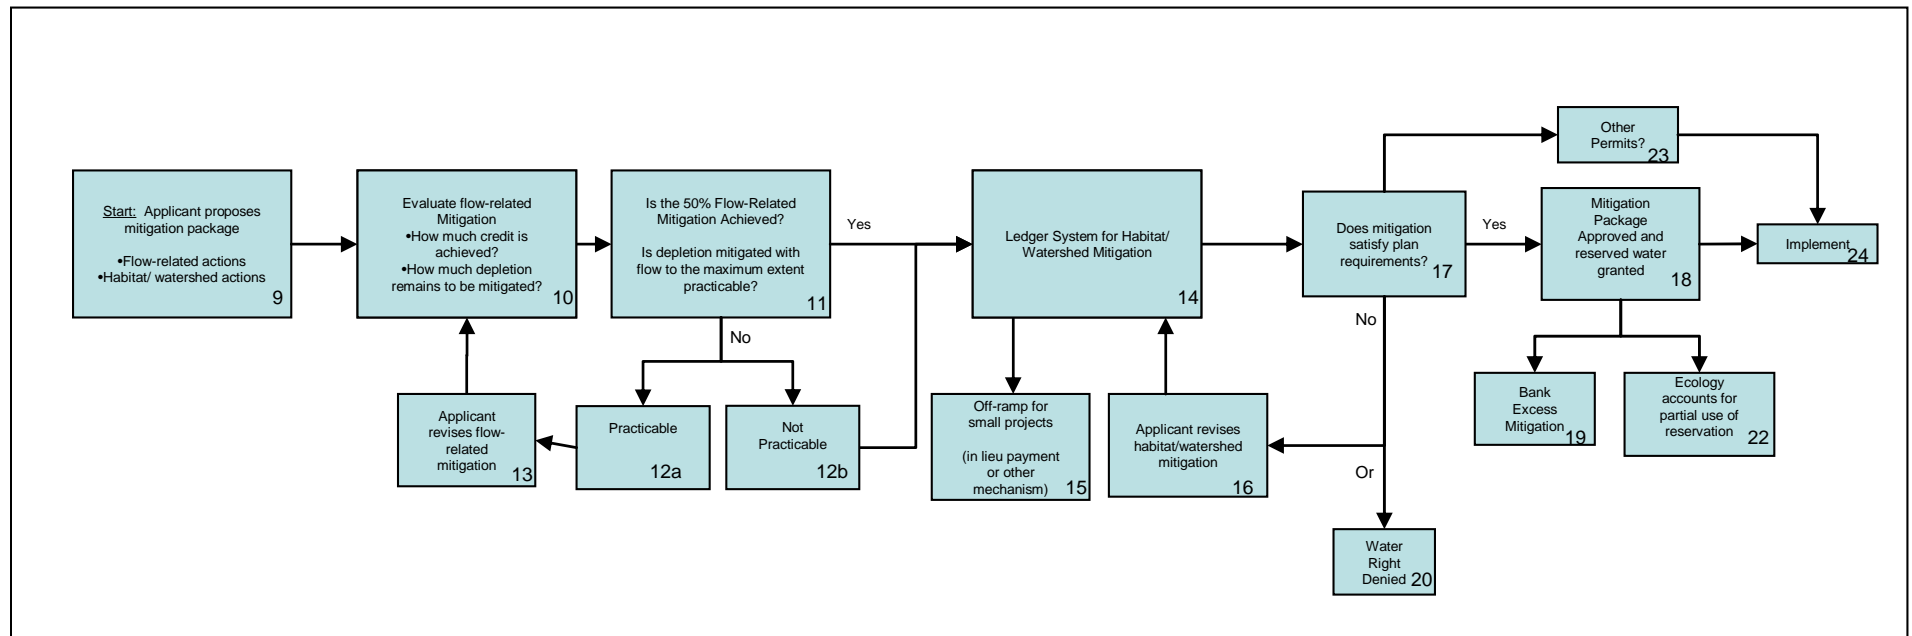 Start: Applicant proposes
mitigation package
•Flow-related actions
•Habitat/ watershed actions
9
Evaluate flow-related
Mitigation
•How much credit is
achieved?
•How much depletion
remains to be mitigated?
10
Is the 50% Flow-Related
Mitigation Achieved?
Is depletion mitigated with
flow to the maximum extent
practicable?
11
Yes
No
Practicable
12a
Not
Practicable
12b
Applicant
revises flow-
related
mitigation
13
Ledger System for Habitat/
Watershed Mitigation
14
Off-ramp for
small projects
(in lieu payment
or other
mechanism)
15
Applicant revises
habitat/watershed
mitigation
16
Does mitigation
satisfy plan
requirements?
17
Yes
No
Or
Water
Right
Denied
20
Other
Permits?
23
Mitigation
Package
Approved and
reserved water
granted
18
Implement
24
Bank
Excess
Mitigation
19
Ecology
accounts for
partial use of
reservation
22